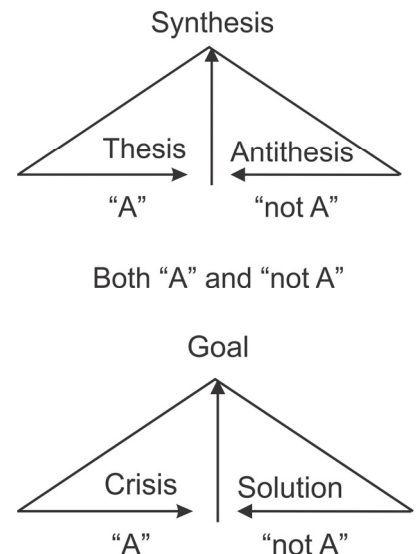 Synthesis
Thesis Antithesis
“A” “not A”
Both “A” and “not A”
Goal
Crisis Solution
“A” “not A”